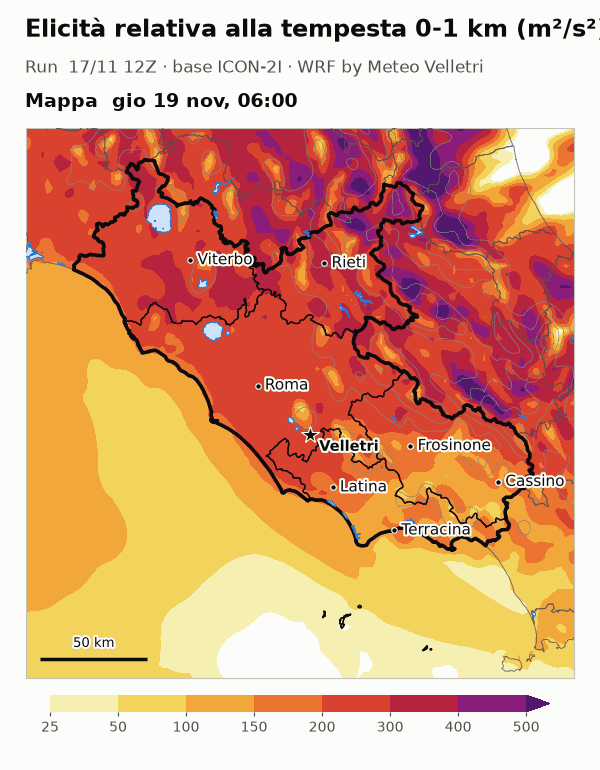 Elicità relativa alla tempesta 0-1 km (m²/s²)
Run 17/11 12Z · base ICON-2I · WRF by Meteo Velletri
Mappa gio 19 nov, 06:00
Viterbo
Rieti
Roma
Velletri
Frosinone
Latina
Cassino
Terracina
50 km
25 50 100 150 200 300 400 500